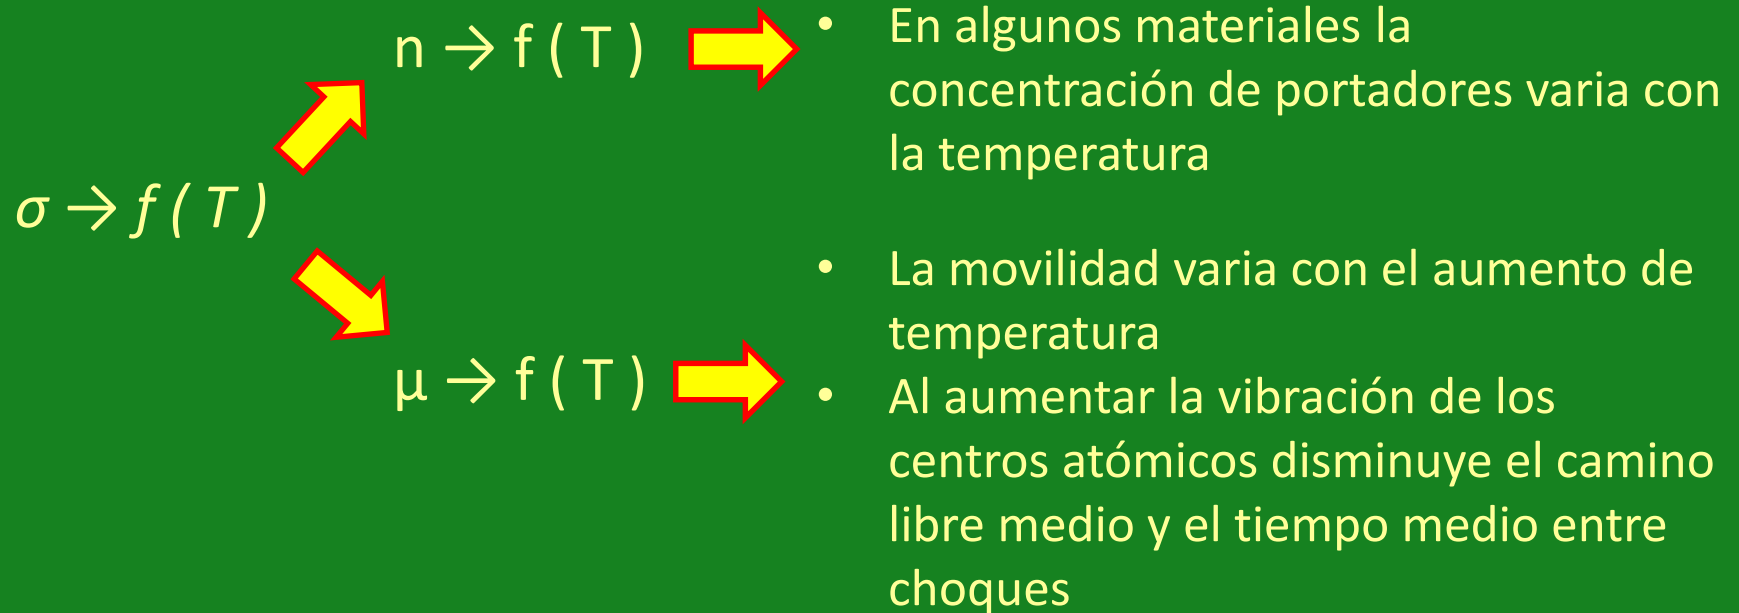 n → f ( T )
• En algunos materiales la
concentración de portadores varia con
la temperatura
σ → f ( T )
• La movilidad varia con el aumento de
temperatura
μ → f ( T )
• Al aumentar la vibración de los
centros atómicos disminuye el camino
libre medio y el tiempo medio entre
choques